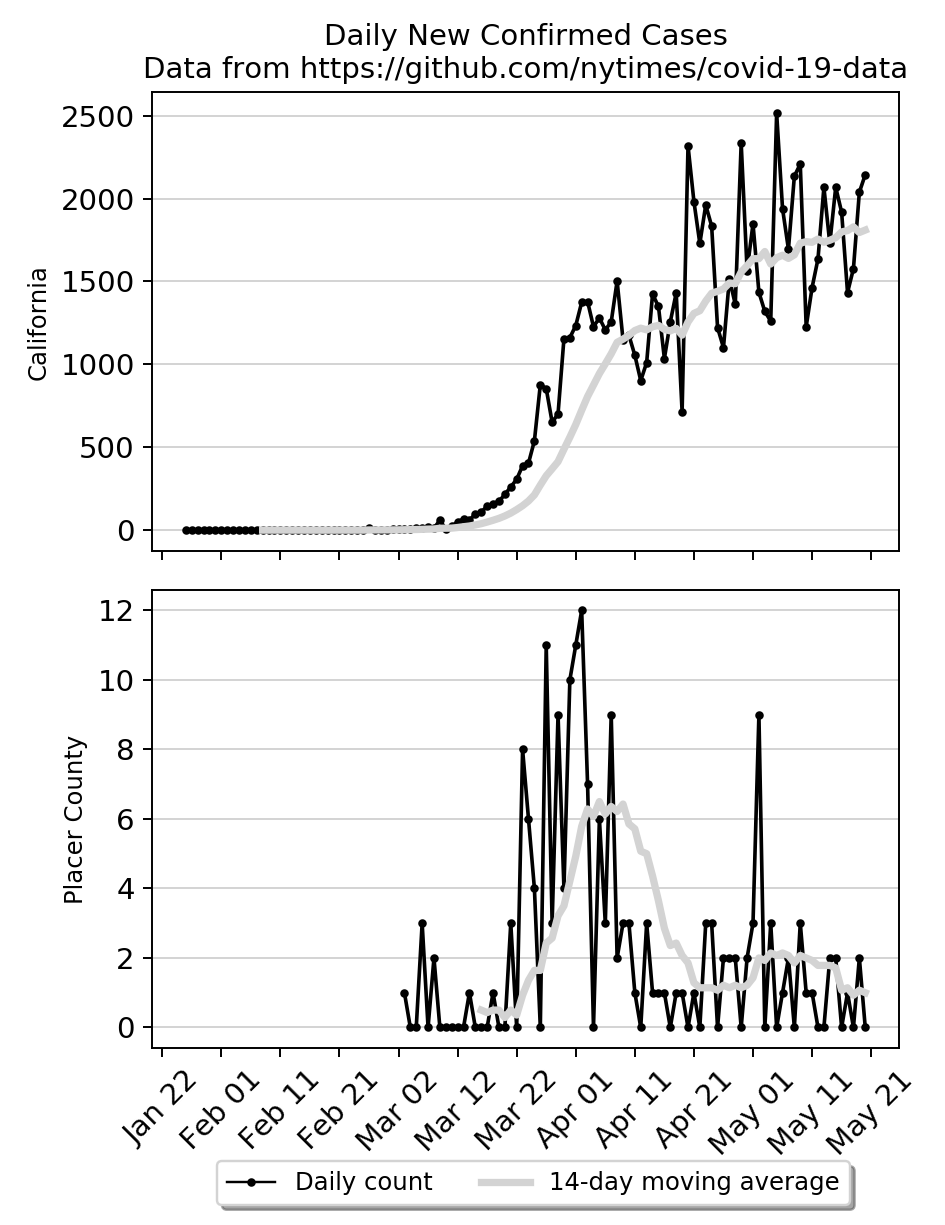 Daily New Confirmed Cases
Data from https://github.com/nytimes/covid-19-data
2500
2000
1500
1000
500
0
California
12
10
8
6
4
2
0
Placer County
Jan 22
Feb 01
Feb 11
Feb 21
Mar 02
Mar 12
Mar 22
Apr 01
Apr 11
Apr 21
May 01
May 11
May 21
Daily count
14-day moving average